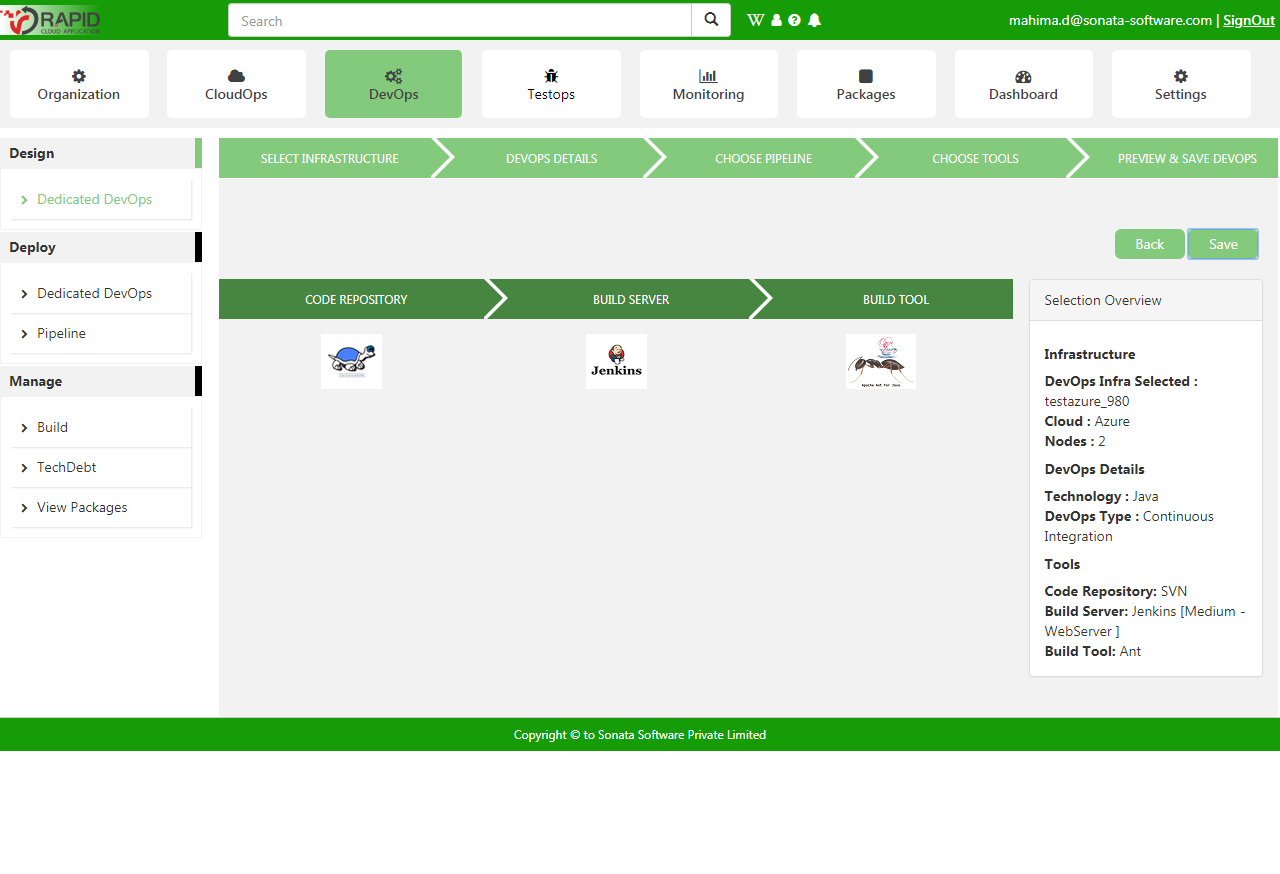 RAPID
CLOUD APPLICATION
Search
mahima.d@sonata-software.com | SignOut
Organization
CloudOps
DevOps
Testops
Monitoring
Packages
Dashboard
Settings
Design
Dedicated DevOps
Deploy
Dedicated DevOps
Pipeline
Manage
Build
TechDebt
View Packages
SELECT INFRASTRUCTURE
DEVOPS DETAILS
CHOOSE PIPELINE
CHOOSE TOOLS
PREVIEW & SAVE DEVOPS
Back
Save
CODE REPOSITORY
BUILD SERVER
BUILD TOOL
Jenkins
Apache Ant for Java
Selection Overview
Infrastructure
DevOps Infra Selected :
testazure_980
Cloud : Azure
Nodes : 2
DevOps Details
Technology : Java
DevOps Type : Continuous
Integration
Tools
Code Repository: SVN
Build Server: Jenkins [Medium -
WebServer ]
Build Tool: Ant
Copyright © to Sonata Software Private Limited